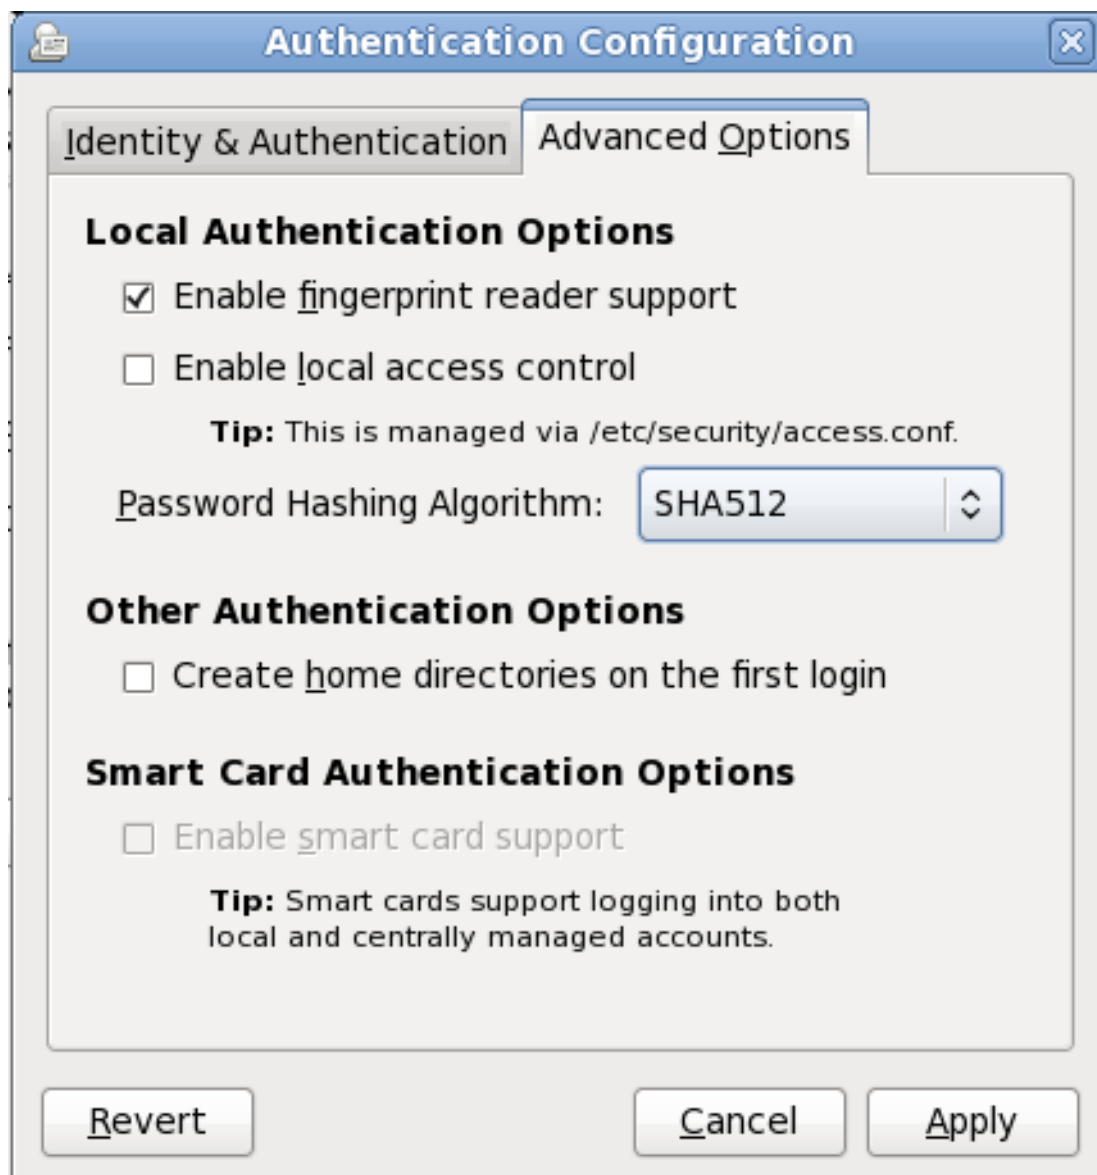 Authentication Configuration
Identity & Authentication
Advanced Options
Local Authentication Options
Enable fingerprint reader support
Enable local access control
Tip: This is managed via /etc/security/access.conf.
Password Hashing Algorithm: SHA512
Other Authentication Options
Create home directories on the first login
Smart Card Authentication Options
Enable smart card support
Tip: Smart cards support logging into both
local and centrally managed accounts.
Revert Cancel Apply